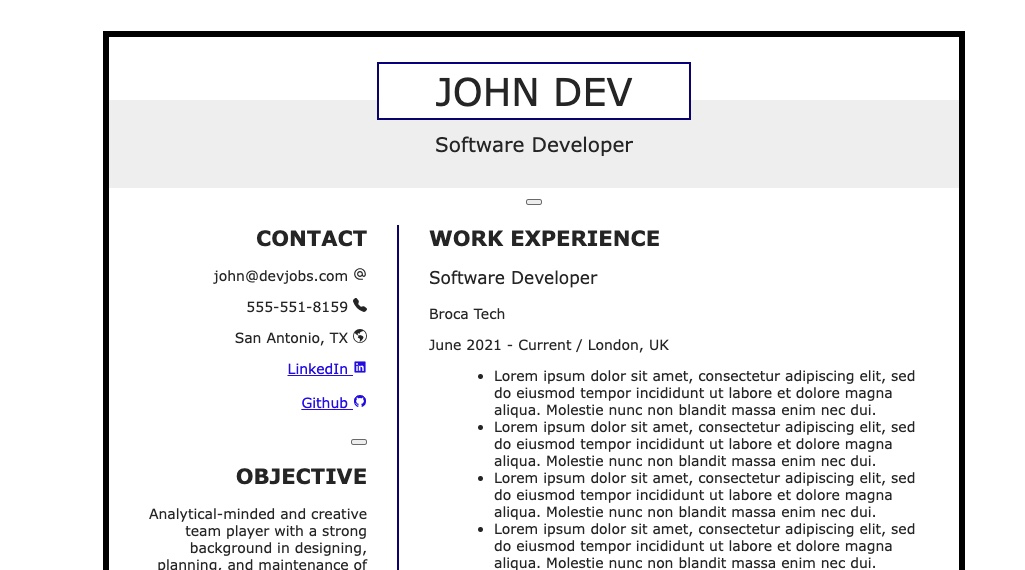 JOHN DEV
Software Developer
CONTACT
john@devjobs.com
555-551-8159
San Antonio, TX
LinkedIn
Github
OBJECTIVE
Analytical-minded and creative
team player with a strong
background in designing,
planning, and maintenance of
WORK EXPERIENCE
Software Developer
Broca Tech
June 2021 - Current / London, UK
• Lorem ipsum dolor sit amet, consectetur adipiscing elit, sed
do eiusmod tempor incididunt ut labore et dolore magna
aliqua. Molestie nunc non blandit massa enim nec dui.
• Lorem ipsum dolor sit amet, consectetur adipiscing elit, sed
do eiusmod tempor incididunt ut labore et dolore magna
aliqua. Molestie nunc non blandit massa enim nec dui.
• Lorem ipsum dolor sit amet, consectetur adipiscing elit, sed
do eiusmod tempor incididunt ut labore et dolore magna
aliqua. Molestie nunc non blandit massa enim nec dui.
• Lorem ipsum dolor sit amet, consectetur adipiscing elit, sed
do eiusmod tempor incididunt ut labore et dolore magna
aliqua. Molestie nunc non blandit massa enim nec dui.